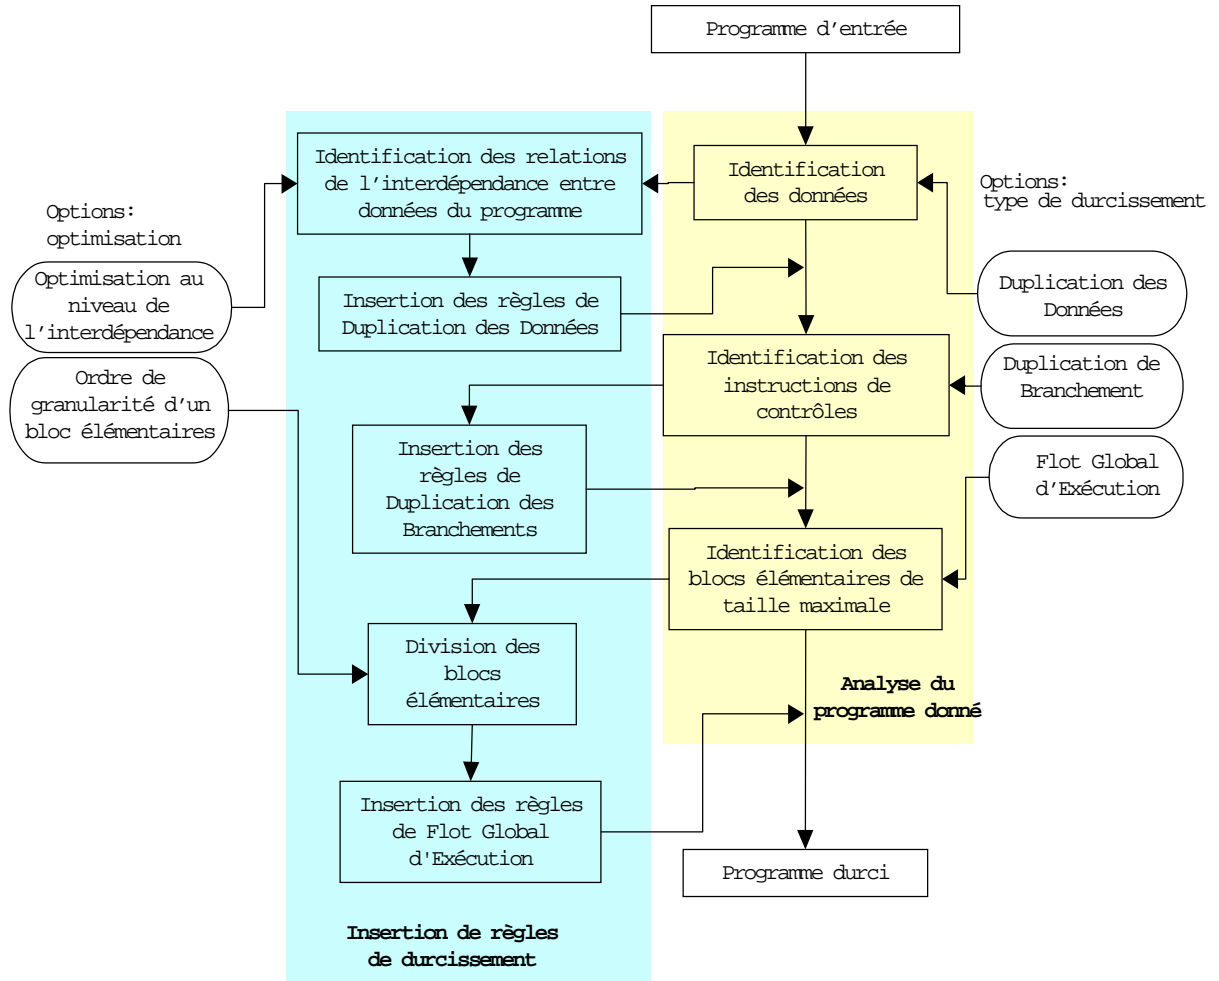 Programme d'entrée
Identification des relations
de l'interdépendance entre
données du programme
Identification
des données
Options:
type de durcissement
Options:
optimisation
Optimisation au
niveau de
l'interdépendance
Insertion des règles de
Duplication des Données
Duplication des
Données
Ordre de
granularité d'un
bloc élémentaires
Identification des
instructions de
contrôles
Duplication de
Branchement
Insertion des
règles de
Duplication des
Branchements
Flot Global
d'Exécution
Identification des
blocs élémentaires de
taille maximale
Division des
blocs
élémentaires
Analyse du
programme donné
Insertion des règles
de Flot Global
d'Exécution
Programme durci
Insertion de règles
de durcissement